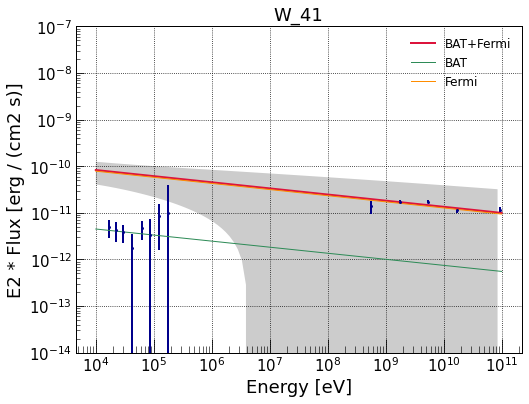 W_41
BAT+Fermi
BAT
Fermi
E2 * Flux [erg / (cm2 s)]
10^-7
10^-8
10^-9
10^-10
10^-11
10^-12
10^-13
10^-14
10^4 10^5 10^6 10^7 10^8 10^9 10^10 10^11
Energy [eV]